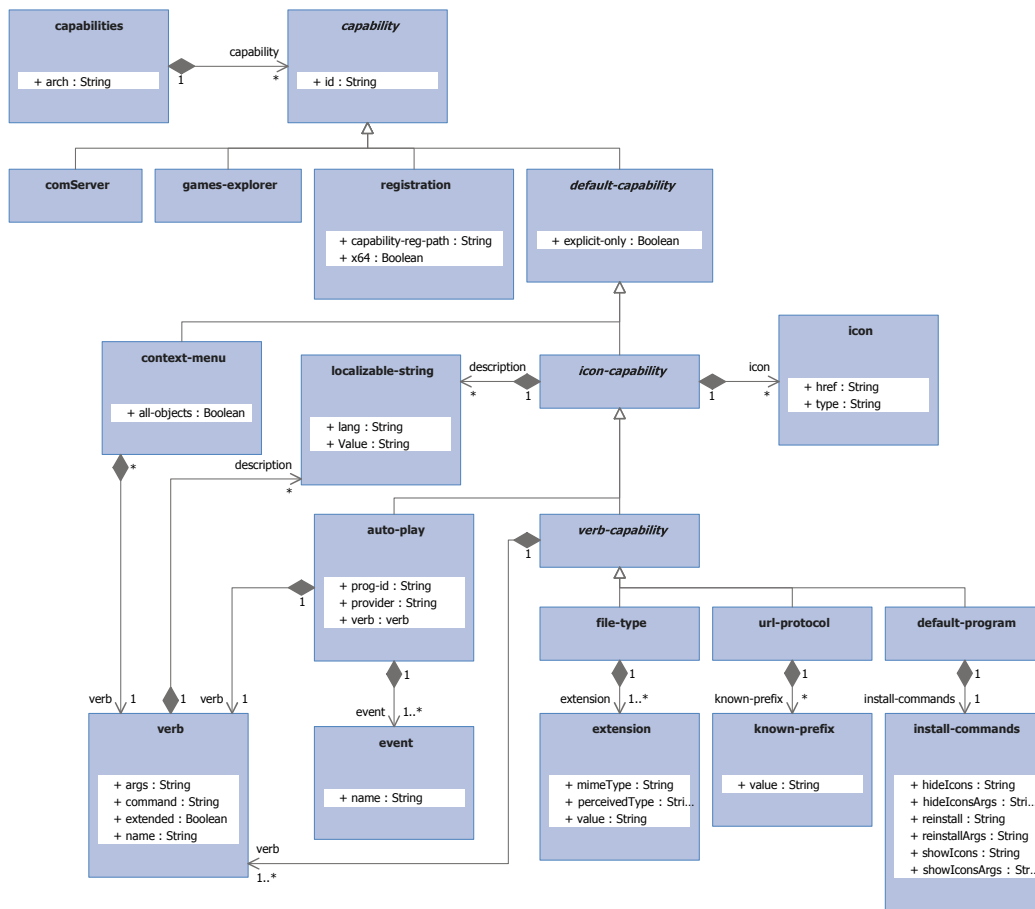 capabilities
+ arch : String
capability
1
*
capability
+ id : String
comServer
games-explorer
registration
+ capability-reg-path : String
+ x64 : Boolean
default-capability
+ explicit-only : Boolean
context-menu
+ all-objects : Boolean
localizable-string
+ lang : String
+ Value : String
description
*
1
icon-capability
icon
1
*
icon
+ href : String
+ type : String
*
description
*
auto-play
+ prog-id : String
+ provider : String
+ verb : verb
verb-capability
1
1
file-type
url-protocol
default-program
1
1
1
1
extension
1..*
known-prefix
*
install-commands
1
verb
1
1
verb
1
event
1..*
verb
+ args : String
+ command : String
+ extended : Boolean
+ name : String
event
+ name : String
extension
+ mimeType : String
+ perceivedType : Stri...
+ value : String
known-prefix
+ value : String
install-commands
+ hideIcons : String
+ hideIconsArgs : Stri...
+ reinstall : String
+ reinstallArgs : String
+ showIcons : String
+ showIconsArgs : Str...
verb
1..*